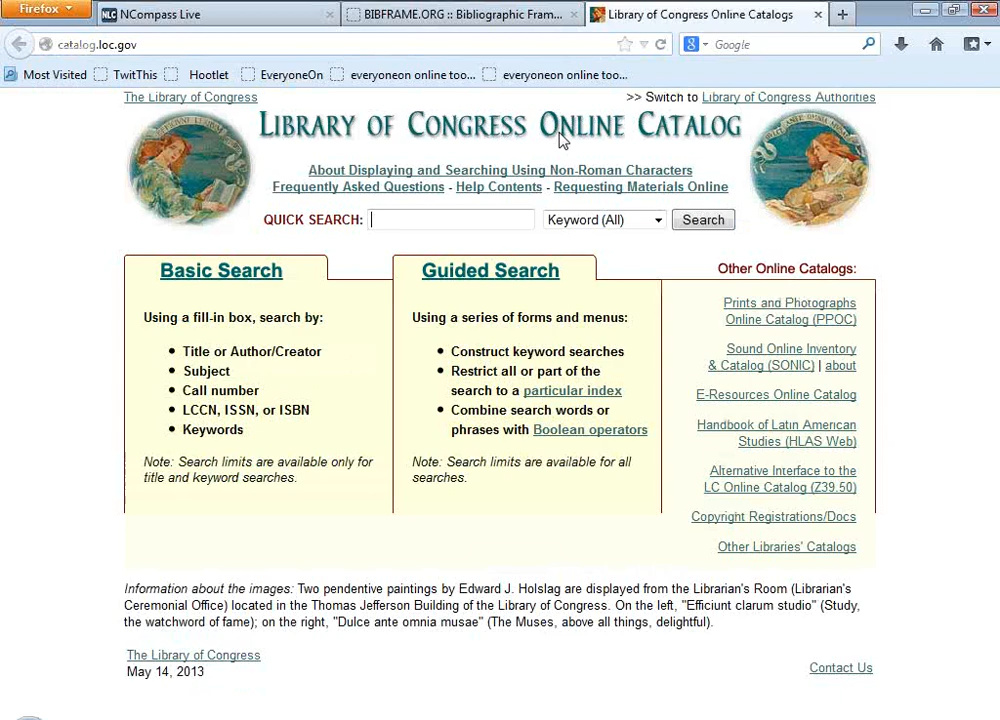 Firefox
NCompass Live
BIBFRAME.ORG :: Bibliographic Fram...
Library of Congress Online Catalogs
catalog.loc.gov
Google
Most Visited
TwitThis
Hootlet
EveryoneOn
everyoneon online too...
everyoneon online too...
The Library of Congress
>> Switch to Library of Congress Authorities
LIBRARY OF CONGRESS ONLINE CATALOG
About Displaying and Searching Using Non-Roman Characters
Frequently Asked Questions - Help Contents - Requesting Materials Online
QUICK SEARCH: Keyword (All) Search
Basic Search
Using a fill-in box, search by:
• Title or Author/Creator
• Subject
• Call number
• LCCN, ISSN, or ISBN
• Keywords
Note: Search limits are available only for
title and keyword searches.
Guided Search
Using a series of forms and menus:
• Construct keyword searches
• Restrict all or part of the
search to a particular index
• Combine search words or
phrases with Boolean operators
Note: Search limits are available for all
searches.
Other Online Catalogs:
Prints and Photographs
Online Catalog (PPOC)
Sound Online Inventory
& Catalog (SONIC) | about
E-Resources Online Catalog
Handbook of Latin American
Studies (HLAS Web)
Alternative Interface to the
LC Online Catalog (Z39.50)
Copyright Registrations/Docs
Other Libraries' Catalogs
Information about the images: Two pendentive paintings by Edward J. Holslag are displayed from the Librarian's Room (Librarian's
Ceremonial Office) located in the Thomas Jefferson Building of the Library of Congress. On the left, "Efficiunt clarum studio" (Study,
the watchword of fame); on the right, "Dulce ante omnia musae" (The Muses, above all things, delightful).
The Library of Congress
May 14, 2013
Contact Us